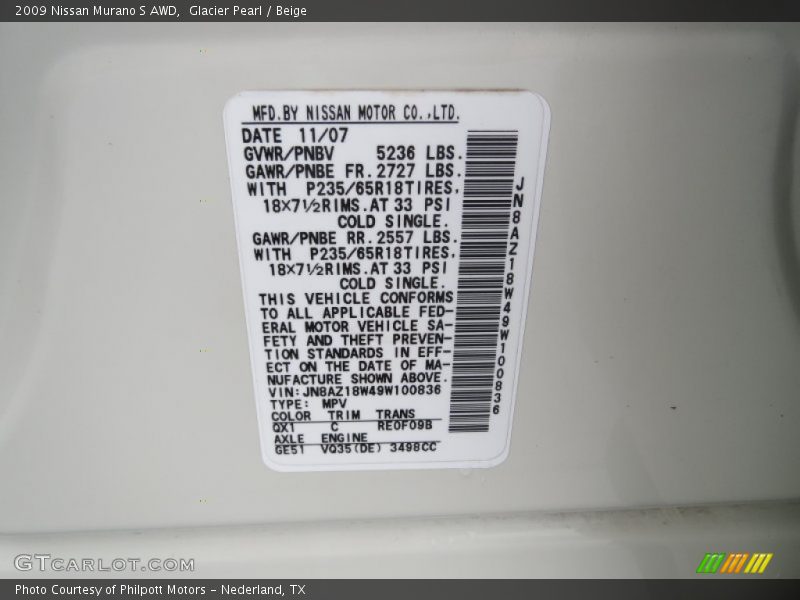 2009 Nissan Murano S AWD,  Glacier Pearl / Beige
MFD.BY NISSAN MOTOR CO.,LTD.
DATE 11/07
GVWR/PNBV 5236 LBS.
GAWR/PNBE FR. 2727 LBS.
WITH P235/65R18TIRES,
18×7½RIMS.AT 33 PSI
COLD SINGLE.
GAWR/PNBE RR. 2557 LBS.
WITH P235/65R18TIRES,
18×7½RIMS.AT 33 PSI
COLD SINGLE.
THIS VEHICLE CONFORMS
TO ALL APPLICABLE FED-
ERAL MOTOR VEHICLE SA-
FETY AND THEFT PREVEN-
TION STANDARDS IN EFF-
ECT ON THE DATE OF MA-
NUFACTURE SHOWN ABOVE.
VIN:JN8AZ18W49W100836
TYPE: MPV
COLOR TRIM TRANS
QX1 C RE0F09B
AXLE ENGINE
GE51 VQ35(DE) 3498CC
JN8AZ18W49W100836
GTCARLOT.COM
Photo Courtesy of Philpott Motors - Nederland, TX